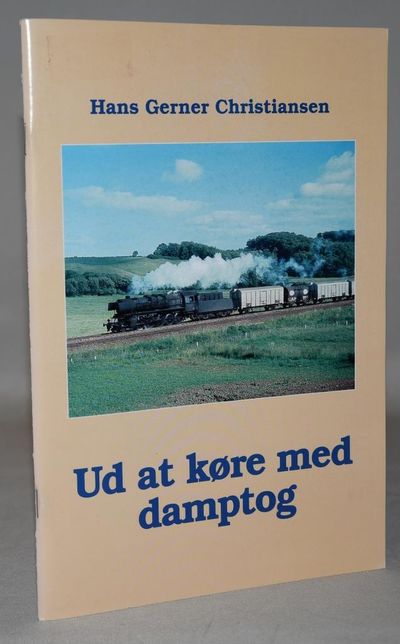 Hans Gerner Christiansen
Ud at køre med
damptog